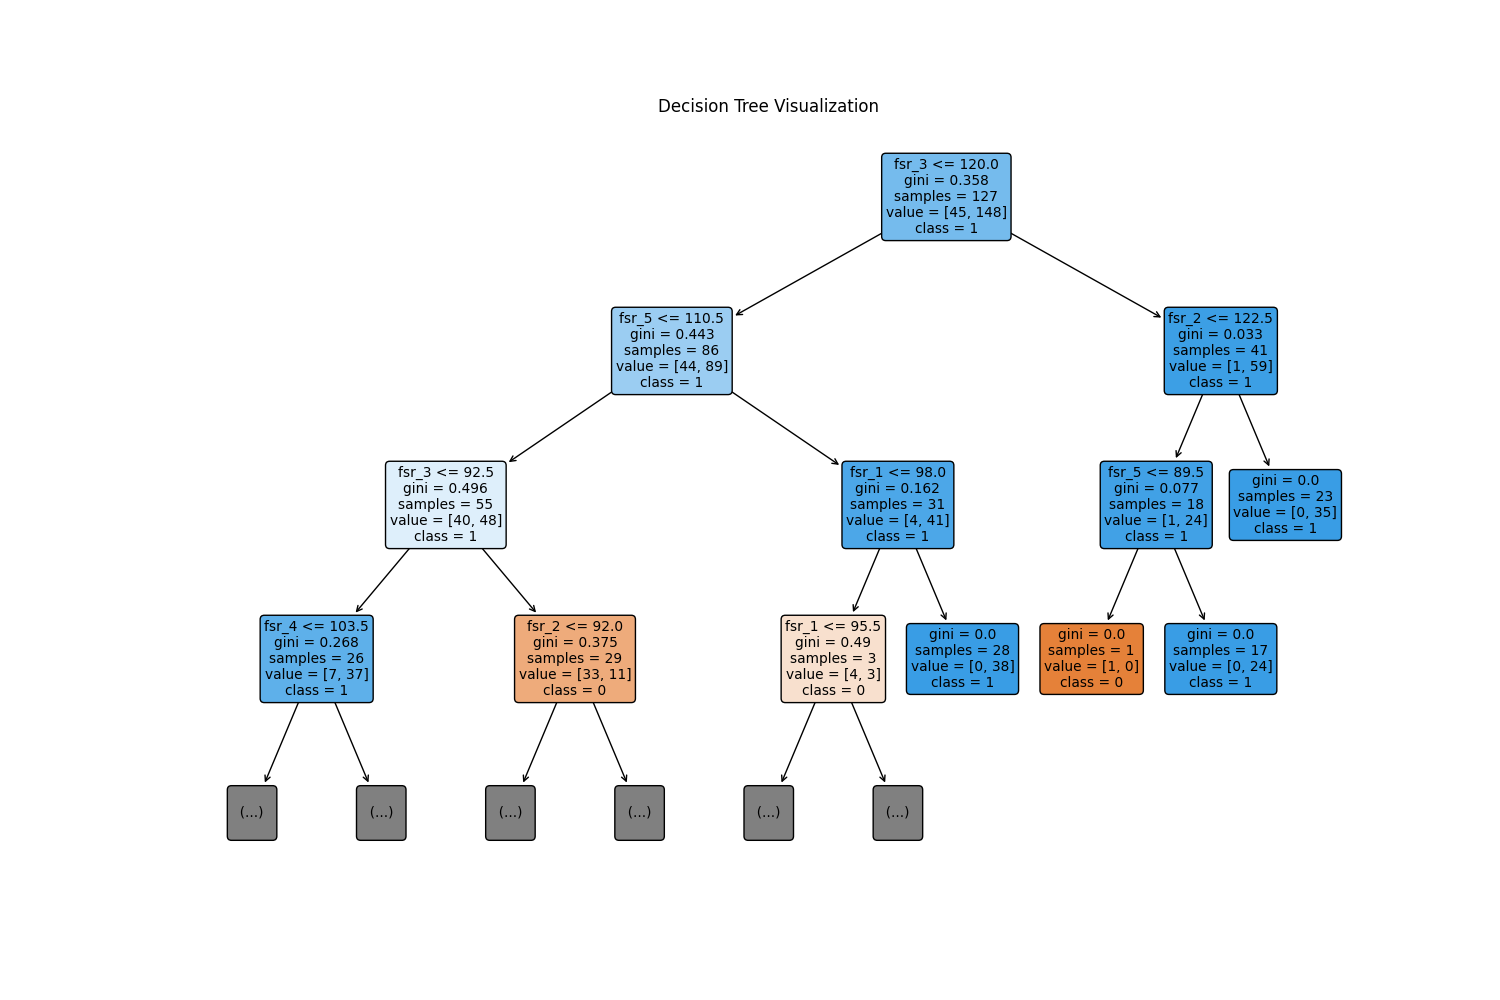 Decision Tree Visualization
fsr_3 <= 120.0
gini = 0.358
samples = 127
value = [45, 148]
class = 1
fsr_5 <= 110.5
gini = 0.443
samples = 86
value = [44, 89]
class = 1
fsr_2 <= 122.5
gini = 0.033
samples = 41
value = [1, 59]
class = 1
fsr_3 <= 92.5
gini = 0.496
samples = 55
value = [40, 48]
class = 1
fsr_1 <= 98.0
gini = 0.162
samples = 31
value = [4, 41]
class = 1
fsr_5 <= 89.5
gini = 0.077
samples = 18
value = [1, 24]
class = 1
gini = 0.0
samples = 23
value = [0, 35]
class = 1
fsr_4 <= 103.5
gini = 0.268
samples = 26
value = [7, 37]
class = 1
fsr_2 <= 92.0
gini = 0.375
samples = 29
value = [33, 11]
class = 0
fsr_1 <= 95.5
gini = 0.49
samples = 3
value = [4, 3]
class = 0
gini = 0.0
samples = 28
value = [0, 38]
class = 1
gini = 0.0
samples = 1
value = [1, 0]
class = 0
gini = 0.0
samples = 17
value = [0, 24]
class = 1
(...)
(...)
(...)
(...)
(...)
(...)